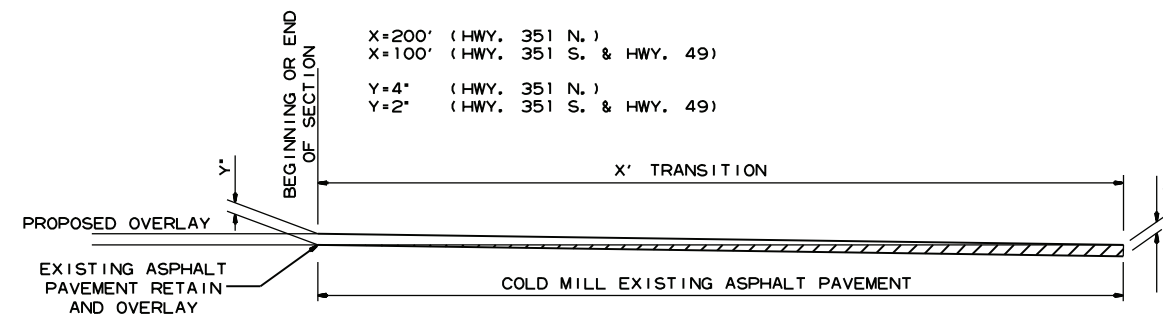 BEGINNING OR END
OF SECTION
X=200' (HWY. 351 N.)
X=100' (HWY. 351 S. & HWY. 49)
Y=4" (HWY. 351 N.)
Y=2" (HWY. 351 S. & HWY. 49)
Y"
X' TRANSITION
PROPOSED OVERLAY
EXISTING ASPHALT
PAVEMENT RETAIN
AND OVERLAY
COLD MILL EXISTING ASPHALT PAVEMENT